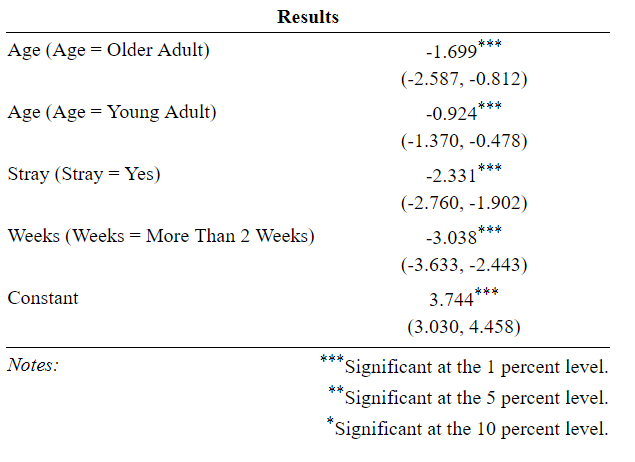 Results
Age (Age = Older Adult) -1.699***
(-2.587, -0.812)
Age (Age = Young Adult) -0.924***
(-1.370, -0.478)
Stray (Stray = Yes) -2.331***
(-2.760, -1.902)
Weeks (Weeks = More Than 2 Weeks) -3.038***
(-3.633, -2.443)
Constant 3.744***
(3.030, 4.458)
Notes: ***Significant at the 1 percent level.
**Significant at the 5 percent level.
*Significant at the 10 percent level.